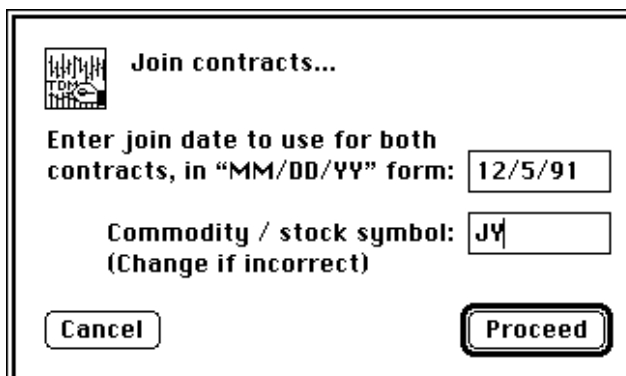 TDM
Join contracts...
Enter join date to use for both
contracts, in “MM/DD/YY” form: 12/5/91
Commodity / stock symbol: JY
(Change if incorrect)
Cancel Proceed